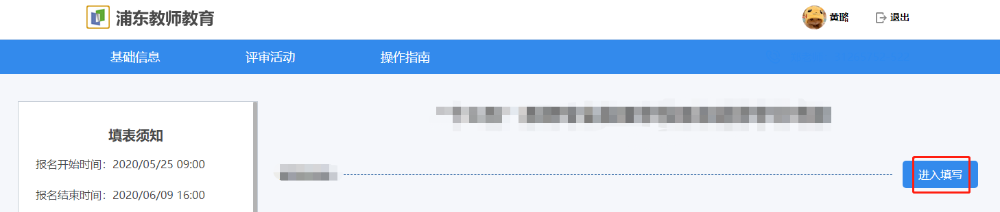 浦东教师教育
黄璐
退出
基础信息
评审活动
操作指南
填表须知
报名开始时间：2020/05/25 09:00
报名结束时间：2020/06/09 16:00
进入填写